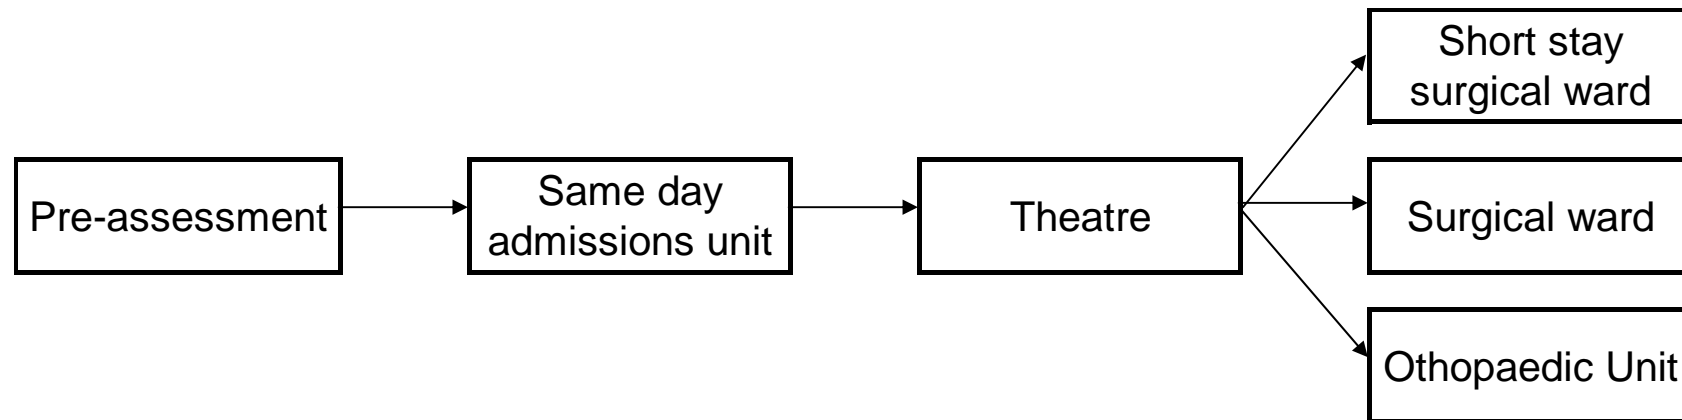 Pre-assessment
Same day
admissions unit
Theatre
Short stay
surgical ward
Surgical ward
Othopaedic Unit